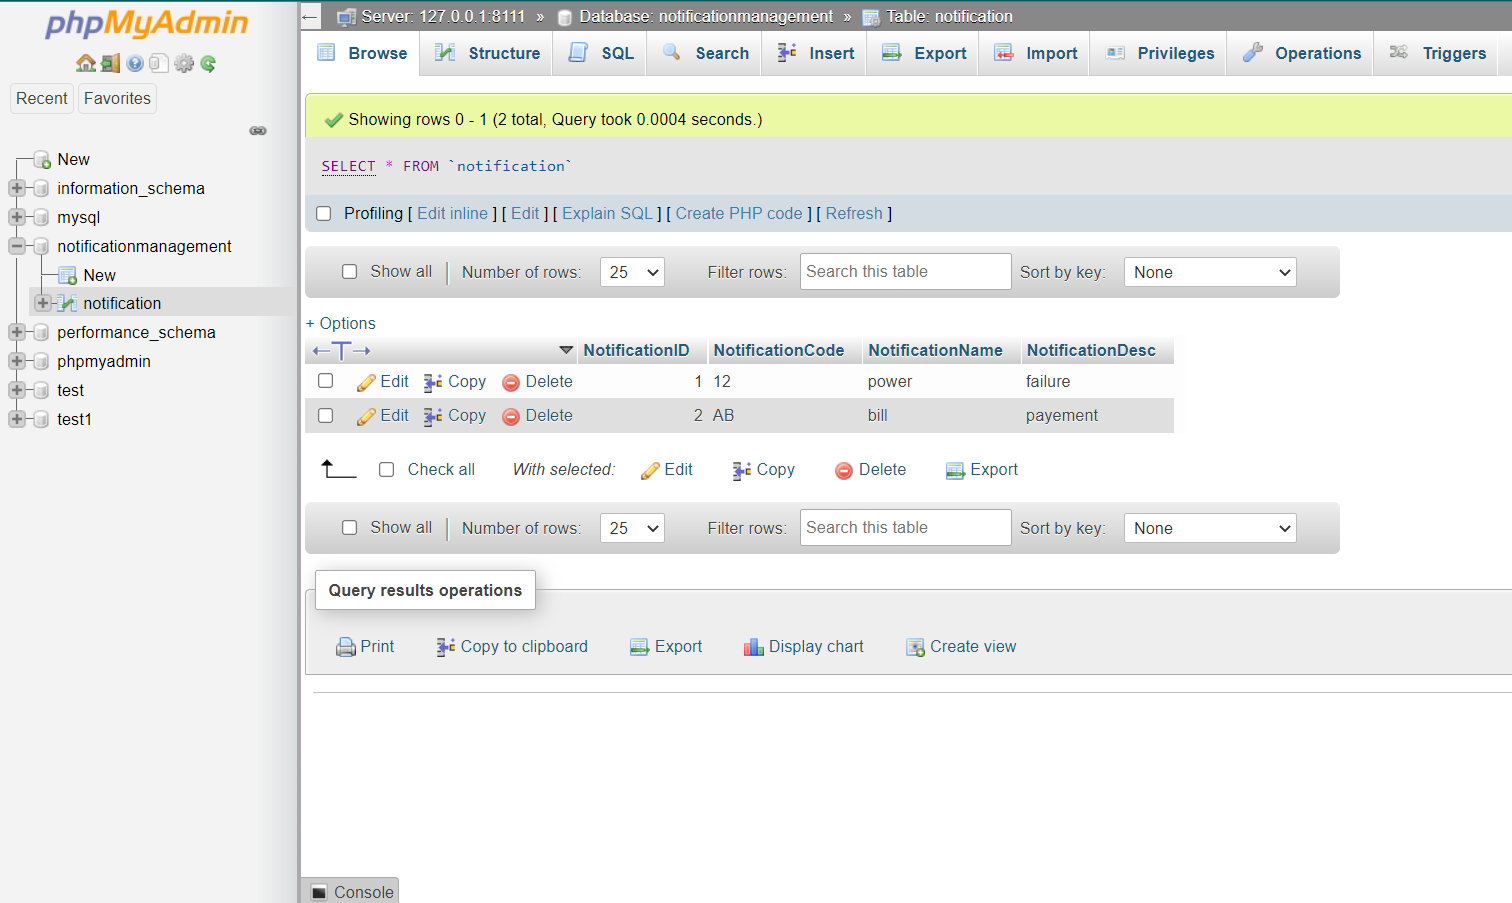 phpMyAdmin
Recent Favorites
New
information_schema
mysql
notificationmanagement
New
notification
performance_schema
phpmyadmin
test
test1
← Server: 127.0.0.1:8111 » Database: notificationmanagement » Table: notification
Browse Structure SQL Search Insert Export Import Privileges Operations Triggers
Showing rows 0 - 1 (2 total, Query took 0.0004 seconds.)
SELECT * FROM `notification`
Profiling [ Edit inline ] [ Edit ] [ Explain SQL ] [ Create PHP code ] [ Refresh ]
Show all | Number of rows: 25 Filter rows: Search this table Sort by key: None
+ Options
←T→ NotificationID NotificationCode NotificationName NotificationDesc
Edit Copy Delete 1 12 power failure
Edit Copy Delete 2 AB bill payement
Check all With selected: Edit Copy Delete Export
Show all | Number of rows: 25 Filter rows: Search this table Sort by key: None
Query results operations
Print Copy to clipboard Export Display chart Create view
Console